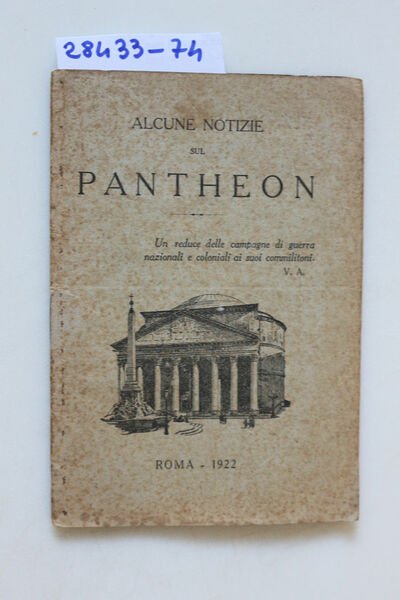 28433-74
ALCUNE NOTIZIE
SUL
PANTHEON
Un reduce delle campagne di guerra
nazionali e coloniali ai suoi commilitoni.
V. A.
ROMA - 1922